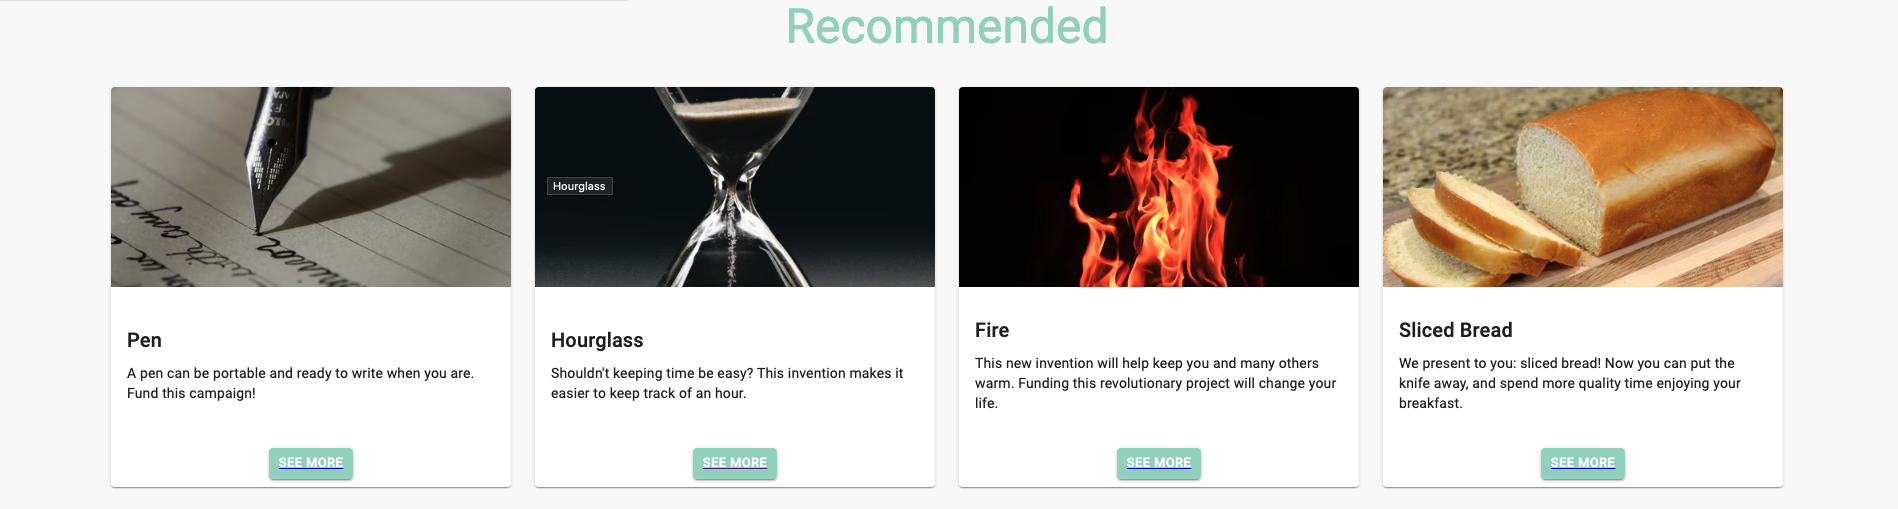 Recommended
Hourglass
Pen
A pen can be portable and ready to write when you are.
Fund this campaign!
SEE MORE
Hourglass
Shouldn't keeping time be easy? This invention makes it
easier to keep track of an hour.
SEE MORE
Fire
This new invention will help keep you and many others
warm. Funding this revolutionary project will change your
life.
SEE MORE
Sliced Bread
We present to you: sliced bread! Now you can put the
knife away, and spend more quality time enjoying your
breakfast.
SEE MORE